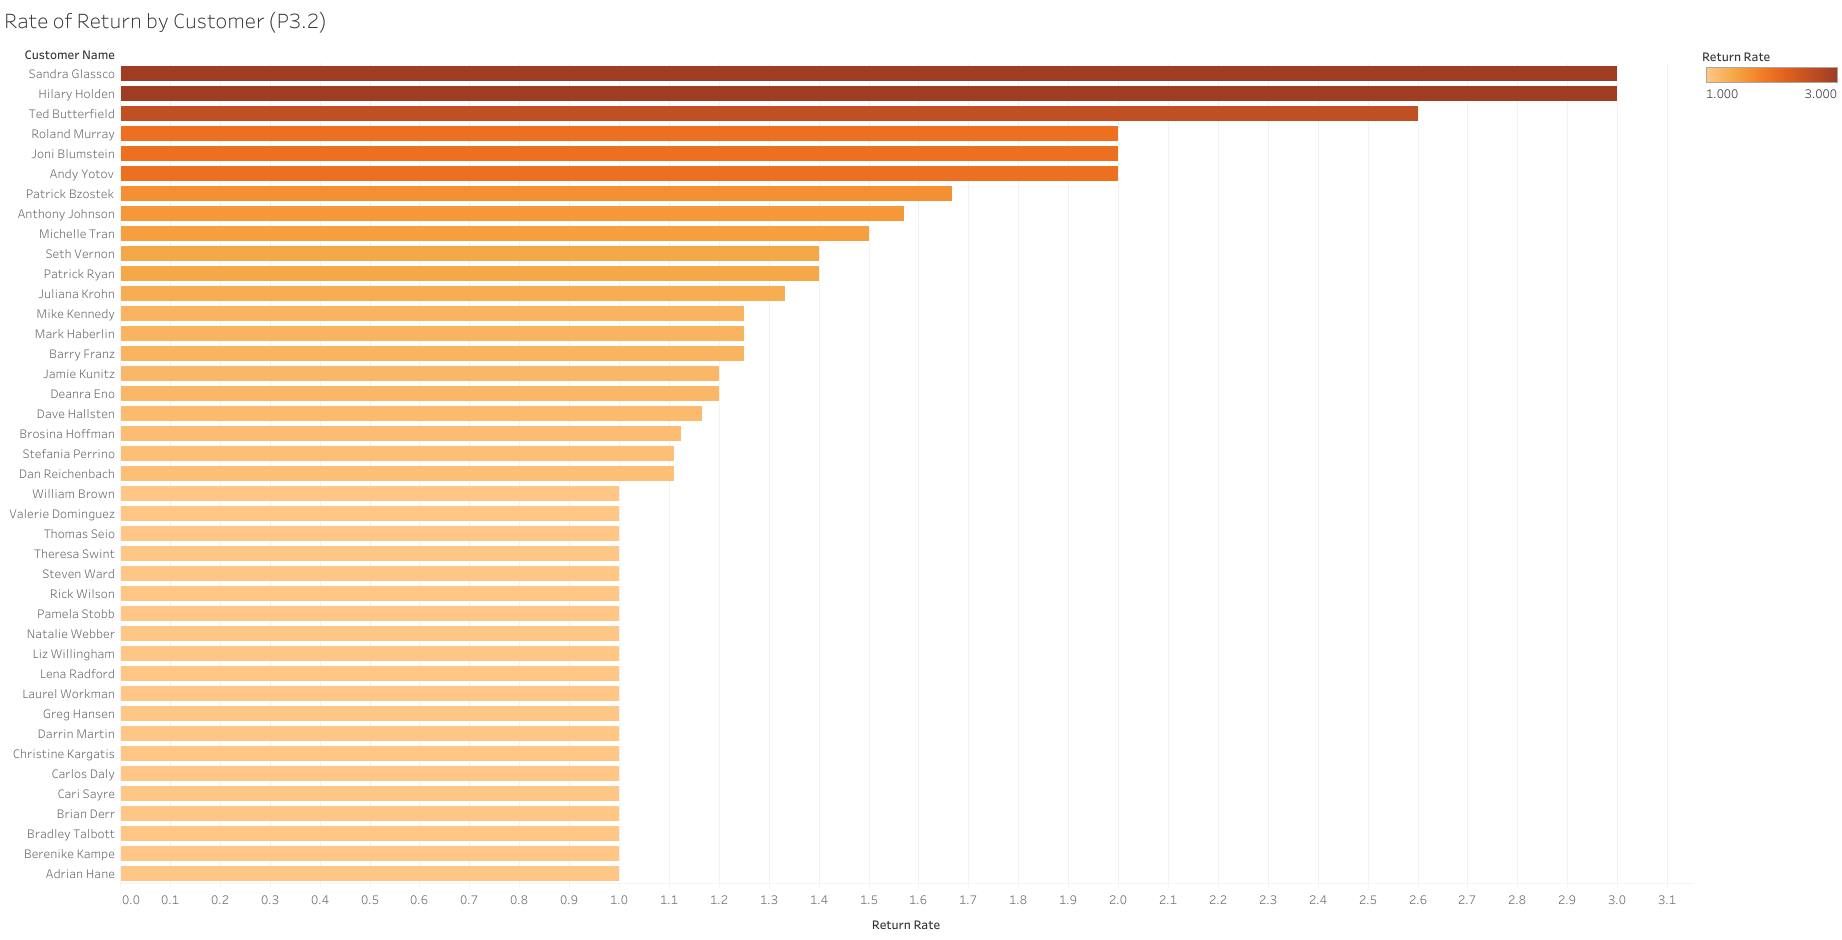 Rate of Return by Customer (P3.2)
Customer Name
Return Rate
1.000 3.000
Sandra Glassco
Hilary Holden
Ted Butterfield
Roland Murray
Joni Blumstein
Andy Yotov
Patrick Bzostek
Anthony Johnson
Michelle Tran
Seth Vernon
Patrick Ryan
Juliana Krohn
Mike Kennedy
Mark Haberlin
Barry Franz
Jamie Kunitz
Deanra Eno
Dave Hallsten
Brosina Hoffman
Stefania Perrino
Dan Reichenbach
William Brown
Valerie Dominguez
Thomas Seio
Theresa Swint
Steven Ward
Rick Wilson
Pamela Stobb
Natalie Webber
Liz Willingham
Lena Radford
Laurel Workman
Greg Hansen
Darrin Martin
Christine Kargatis
Carlos Daly
Cari Sayre
Brian Derr
Bradley Talbott
Berenike Kampe
Adrian Hane
0.0 0.1 0.2 0.3 0.4 0.5 0.6 0.7 0.8 0.9 1.0 1.1 1.2 1.3 1.4 1.5 1.6 1.7 1.8 1.9 2.0 2.1 2.2 2.3 2.4 2.5 2.6 2.7 2.8 2.9 3.0 3.1
Return Rate